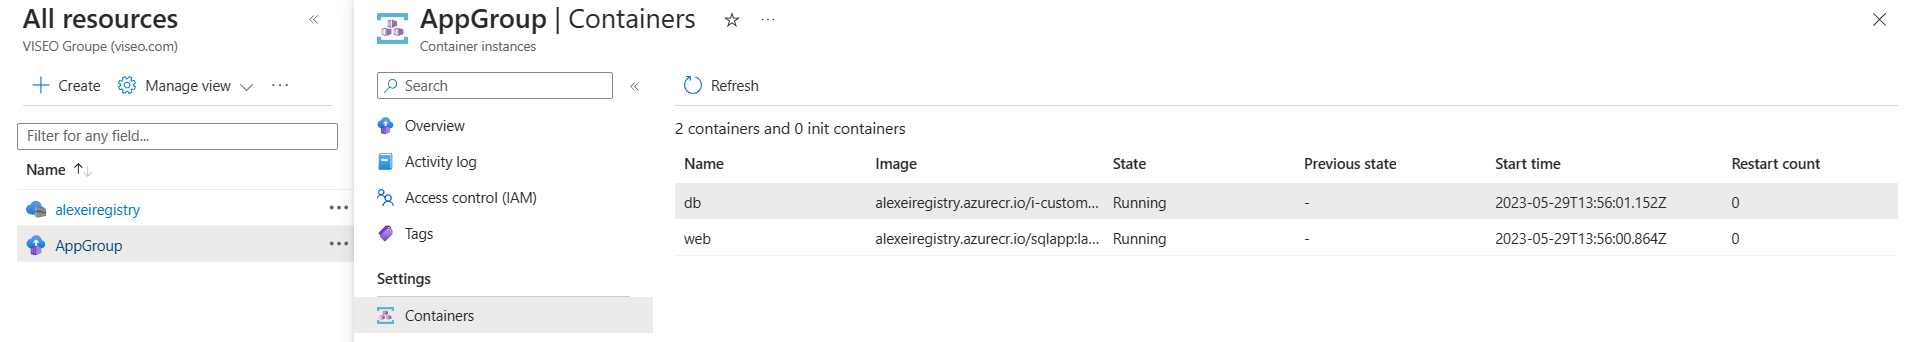 All resources
VISEO Groupe (viseo.com)
Create
Manage view
Filter for any field...
Name
alexeiregistry
AppGroup
AppGroup | Containers
Container instances
Search
Overview
Activity log
Access control (IAM)
Tags
Settings
Containers
Refresh
2 containers and 0 init containers
Name Image State Previous state Start time Restart count
db alexeiregistry.azurecr.io/i-custom... Running - 2023-05-29T13:56:01.152Z 0
web alexeiregistry.azurecr.io/sqlapp:la... Running - 2023-05-29T13:56:00.864Z 0